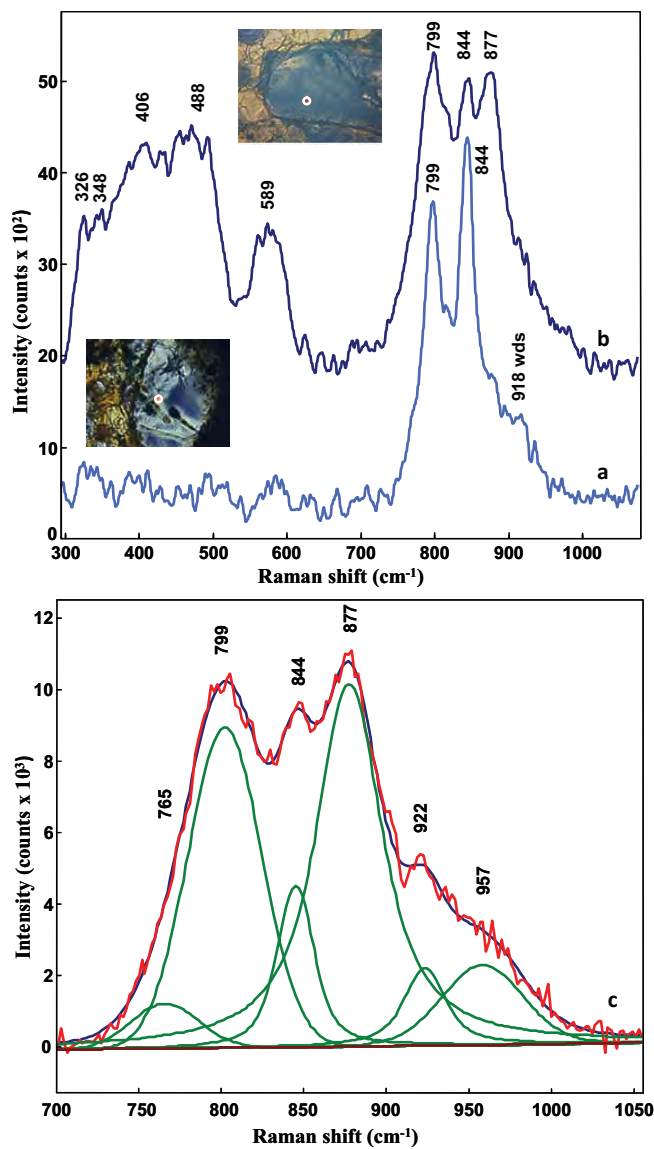 799
844
877
50
488
406
844
40
326
348
799
589
30
Intensity (counts x 10²)
20
b
918 wds
10
a
0
300 400 500 600 700 800 900 1000
Raman shift (cm⁻¹)
12
877
799
844
10
8
765
922
6
957
Intensity (counts x 10³)
4
2
c
0
700 750 800 850 900 950 1000 1050
Raman shift (cm⁻¹)